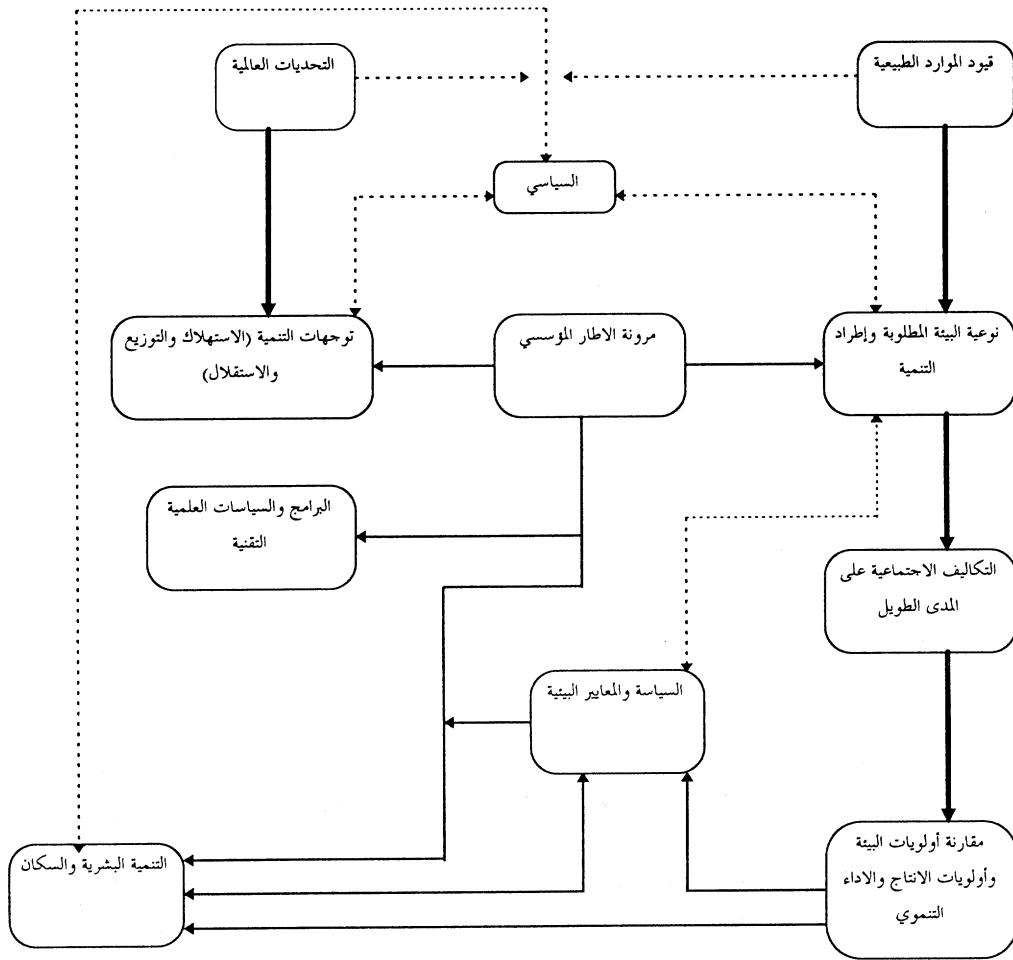 قيود الموارد الطبيعية
التحديات العالمية
السياسي
نوعية البيئة المطلوبة وإطراد
التنمية
مرونة الاطار المؤسسي
توجهات التنمية (الاستهلاك والتوزيع
والاستقلال)
البرامج والسياسات العلمية
التقنية
التكاليف الاجتماعية على
المدى الطويل
السياسة والمعايير البيئية
مقارنة أولويات البيئة
وأولويات الانتاج والاداء
التنموي
التنمية البشرية والسكان